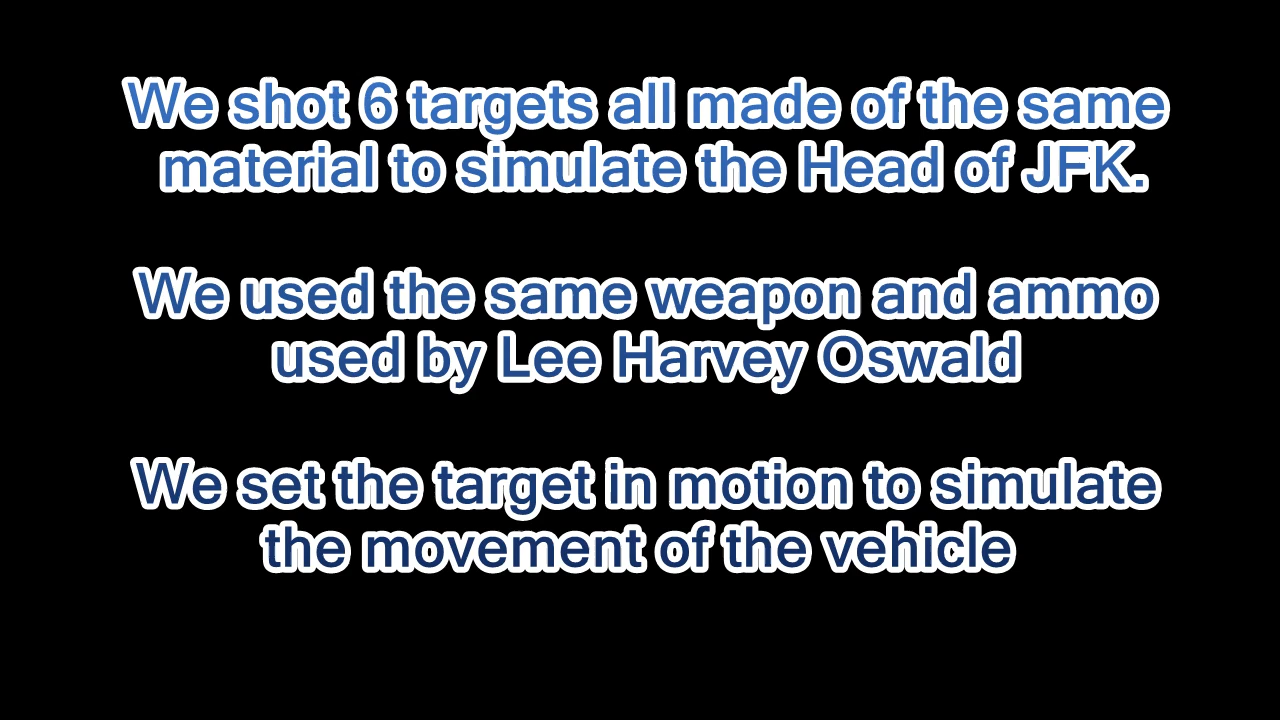 We shot 6 targets all made of the same
material to simulate the Head of JFK.
We used the same weapon and ammo
used by Lee Harvey Oswald
We set the target in motion to simulate
the movement of the vehicle